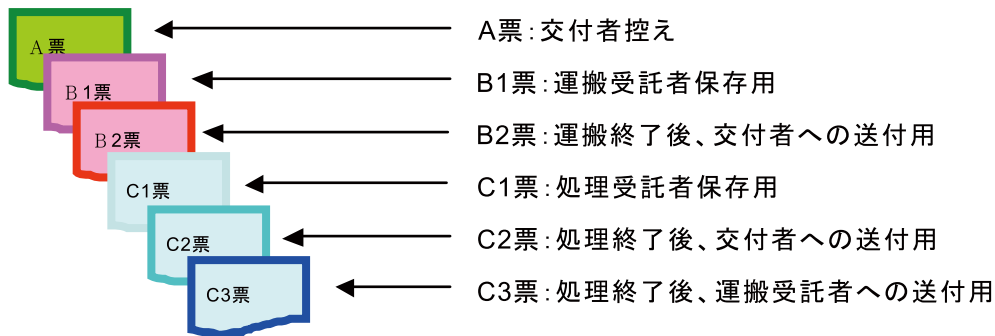 A票
A票:交付者控え
B1票
B1票:運搬受託者保存用
B2票
B2票:運搬終了後、交付者への送付用
C1票
C1票:処理受託者保存用
C2票
C2票:処理終了後、交付者への送付用
C3票
C3票:処理終了後、運搬受託者への送付用